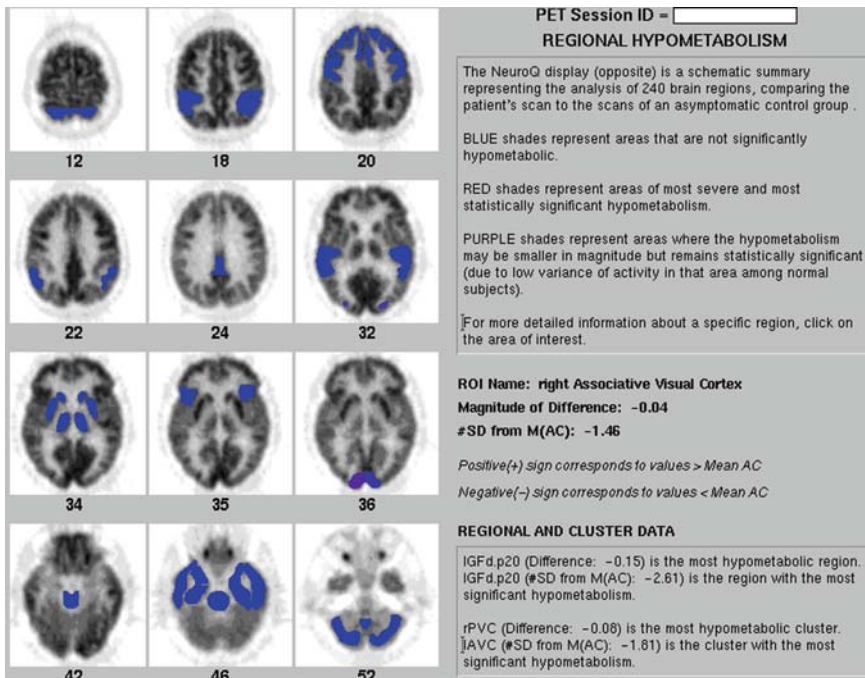 PET Session ID =
REGIONAL HYPOMETABOLISM
The NeuroQ display (opposite) is a schematic summary
representing the analysis of 240 brain regions, comparing the
patient's scan to the scans of an asymptomatic control group .
BLUE shades represent areas that are not significantly
hypometabolic.
RED shades represent areas of most severe and most
statistically significant hypometabolism.
PURPLE shades represent areas where the hypometabolism
may be smaller in magnitude but remains statistically significant
(due to low variance of activity in that area among normal
subjects).
For more detailed information about a specific region, click on
the area of interest.
12 18 20
22 24 32
34 35 36
42 46 52
ROI Name: right Associative Visual Cortex
Magnitude of Difference: -0.04
#SD from M(AC): -1.46
Positive(+) sign corresponds to values > Mean AC
Negative(-) sign corresponds to values < Mean AC
REGIONAL AND CLUSTER DATA
IGFd.p20 (Difference: -0.15) is the most hypometabolic region.
IGFd.p20 (#SD from M(AC): -2.61) is the region with the most
significant hypometabolism.
rPVC (Difference: -0.08) is the most hypometabolic cluster.
lAVC (#SD from M(AC): -1.81) is the cluster with the most
significant hypometabolism.